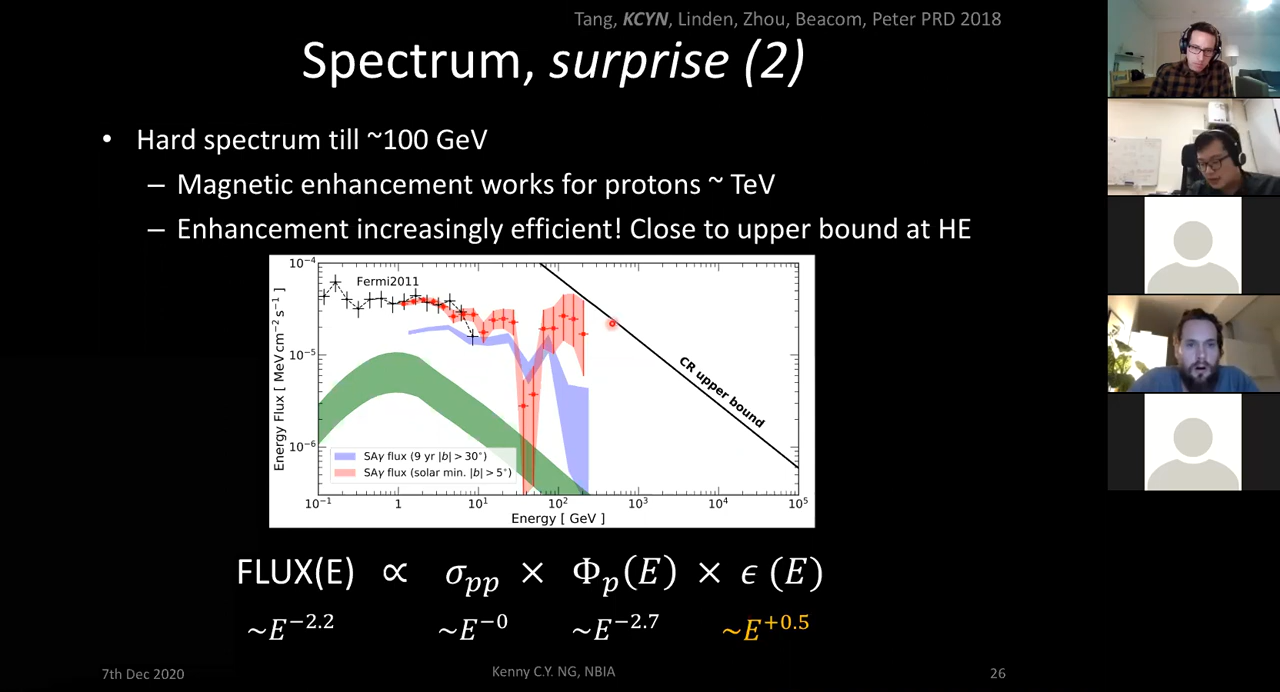 Tang, KCYN, Linden, Zhou, Beacom, Peter PRD 2018
Spectrum, surprise (2)
• Hard spectrum till ~100 GeV
– Magnetic enhancement works for protons ~ TeV
– Enhancement increasingly efficient! Close to upper bound at HE
Fermi2011
CR upper bound
Energy Flux [ MeV cm⁻² s⁻¹ ]
10⁻⁴
10⁻⁵
10⁻⁶
SAγ flux (9 yr |b| > 30°)
SAγ flux (solar min. |b| > 5°)
10⁻¹ 1 10¹ 10² 10³ 10⁴ 10⁵
Energy [ GeV ]
FLUX(E) ∝ σ_pp × Φ_p(E) × ϵ (E)
~E⁻²·² ~E⁻⁰ ~E⁻²·⁷ ~E⁺⁰·⁵
7th Dec 2020 Kenny C.Y. NG, NBIA 26